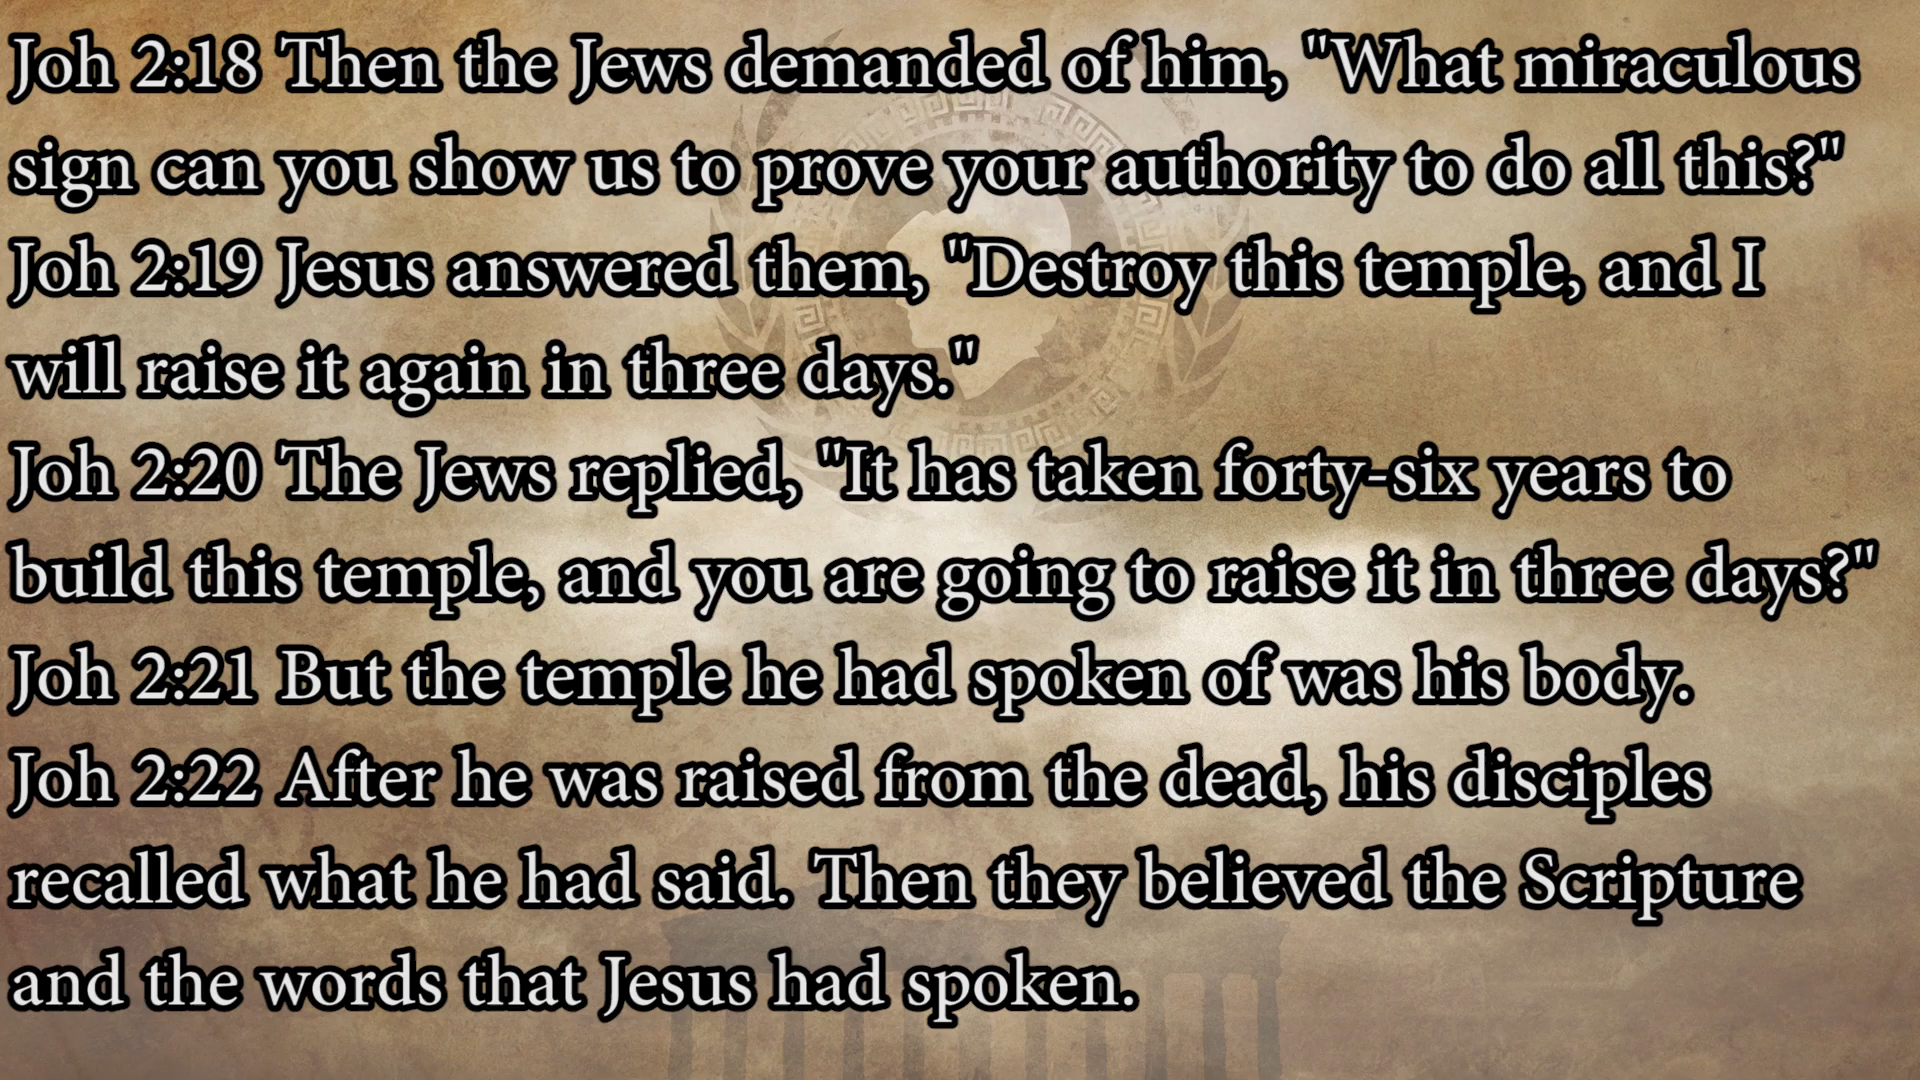 Joh 2:18 Then the Jews demanded of him, "What miraculous
sign can you show us to prove your authority to do all this?"
Joh 2:19 Jesus answered them, "Destroy this temple, and I
will raise it again in three days."
Joh 2:20 The Jews replied, "It has taken forty-six years to
build this temple, and you are going to raise it in three days?"
Joh 2:21 But the temple he had spoken of was his body.
Joh 2:22 After he was raised from the dead, his disciples
recalled what he had said. Then they believed the Scripture
and the words that Jesus had spoken.